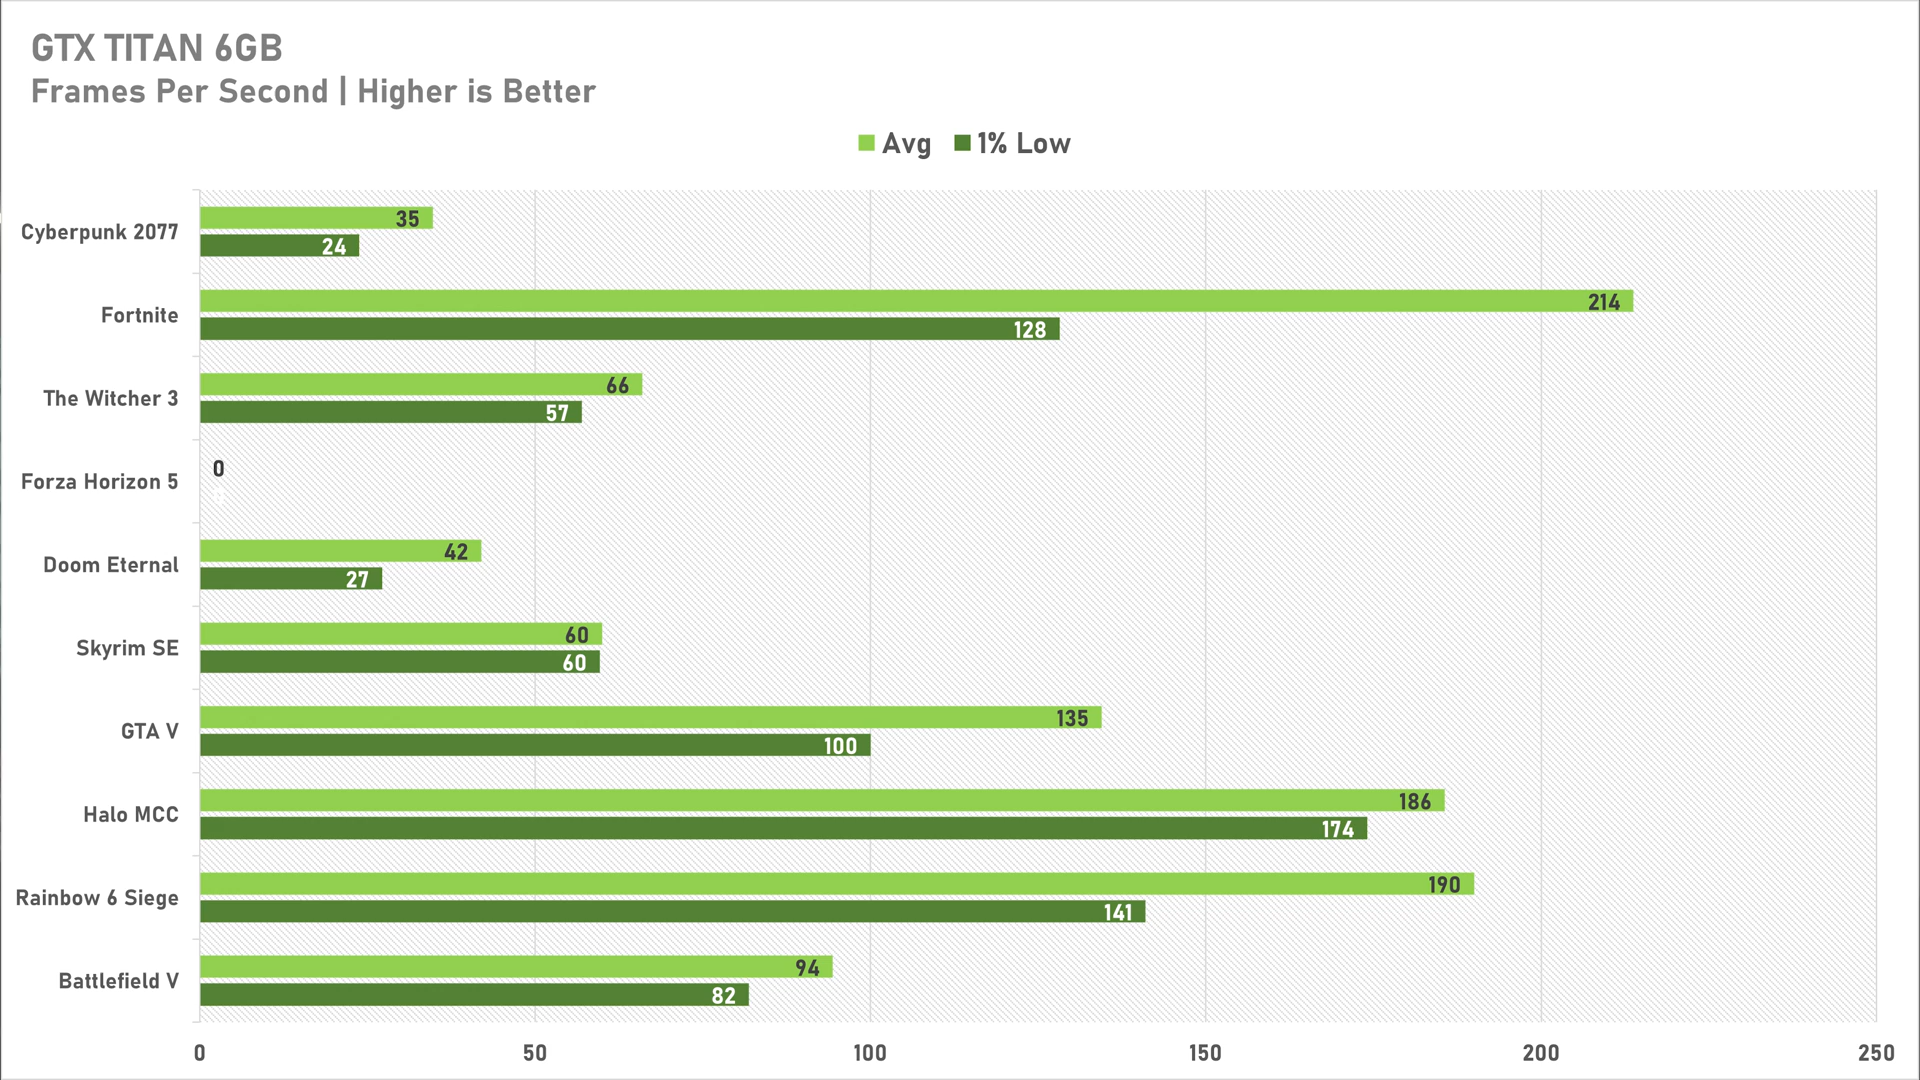 GTX TITAN 6GB
Frames Per Second | Higher is Better
Avg 1% Low
Cyberpunk 2077
35
24
Fortnite
214
128
The Witcher 3
66
57
Forza Horizon 5
0
Doom Eternal
42
27
Skyrim SE
60
60
GTA V
135
100
Halo MCC
186
174
Rainbow 6 Siege
190
141
Battlefield V
94
82
0 50 100 150 200 250